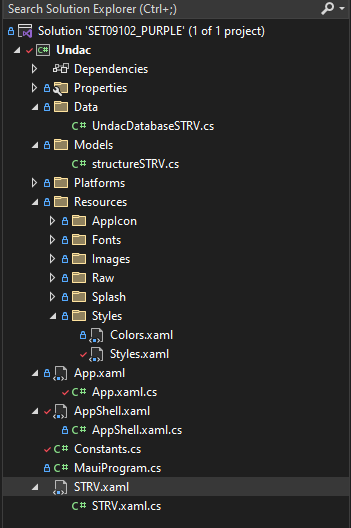 Search Solution Explorer (Ctrl+;)
Solution 'SET09102_PURPLE' (1 of 1 project)
C# Undac
Dependencies
Properties
Data
C# UndacDatabaseSTRV.cs
Models
C# structureSTRV.cs
Platforms
Resources
AppIcon
Fonts
Images
Raw
Splash
Styles
Colors.xaml
Styles.xaml
App.xaml
C# App.xaml.cs
AppShell.xaml
C# AppShell.xaml.cs
C# Constants.cs
C# MauiProgram.cs
STRV.xaml
C# STRV.xaml.cs